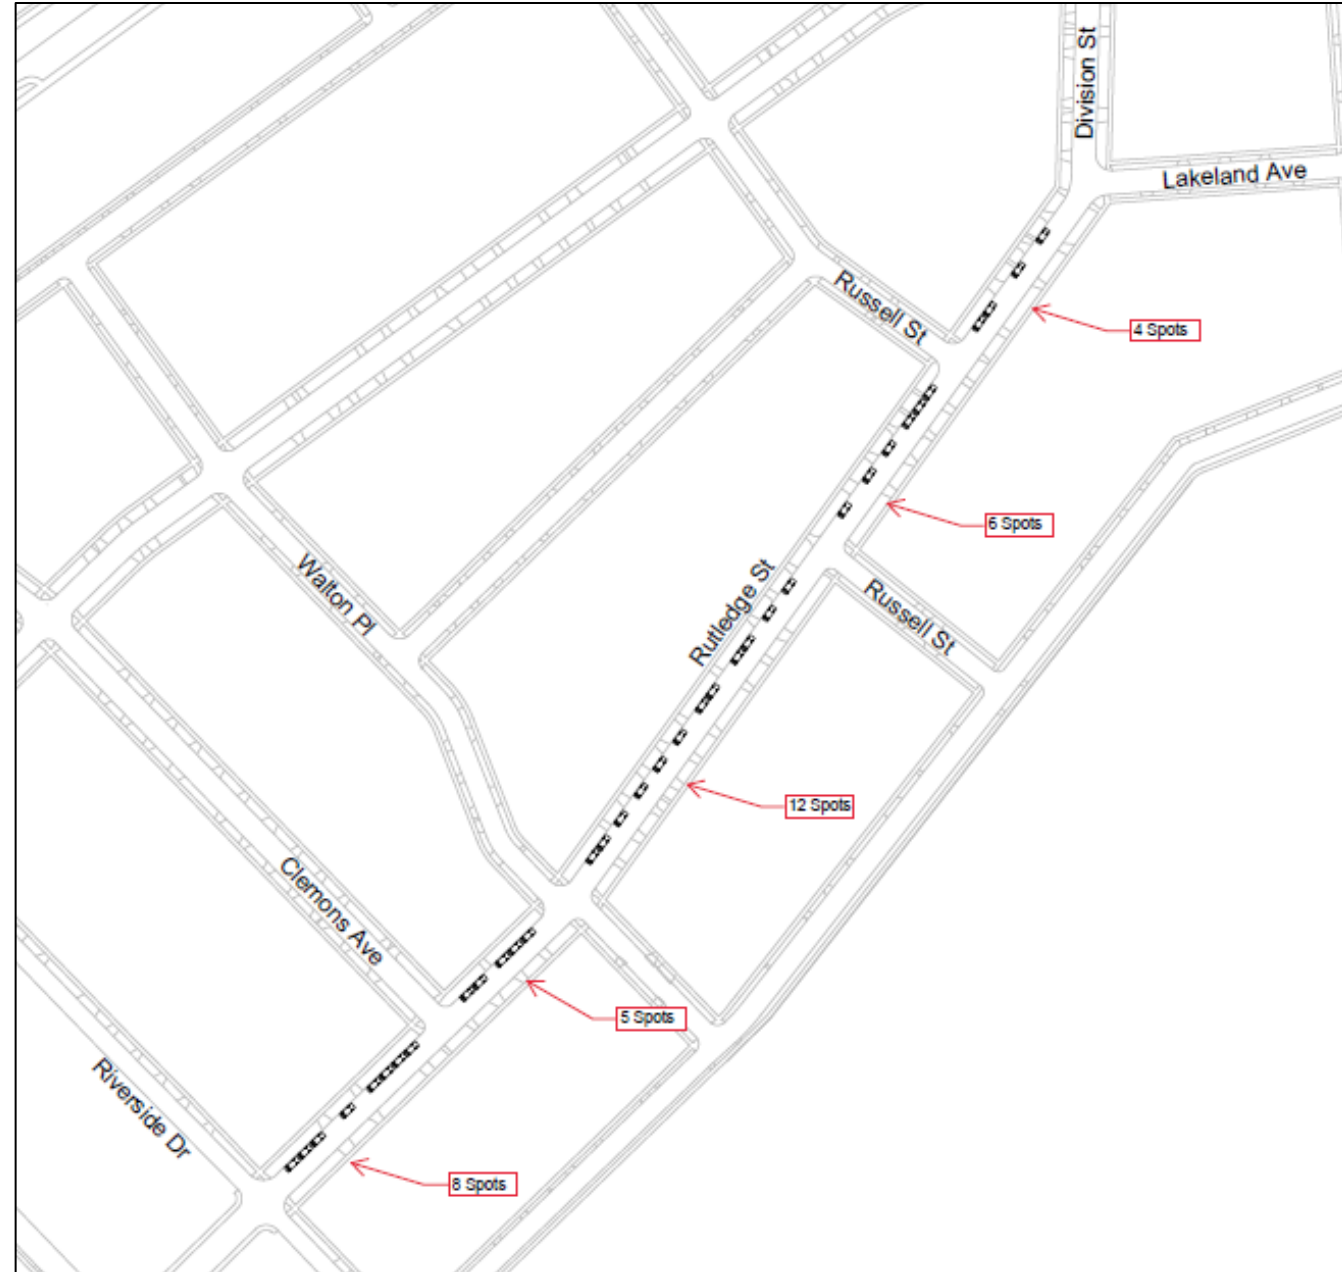 Division St
Lakeland Ave
Russell St
4 Spots
6 Spots
Walton Pl
Rutledge St
Russell St
12 Spots
Clemons Ave
5 Spots
Riverside Dr
8 Spots